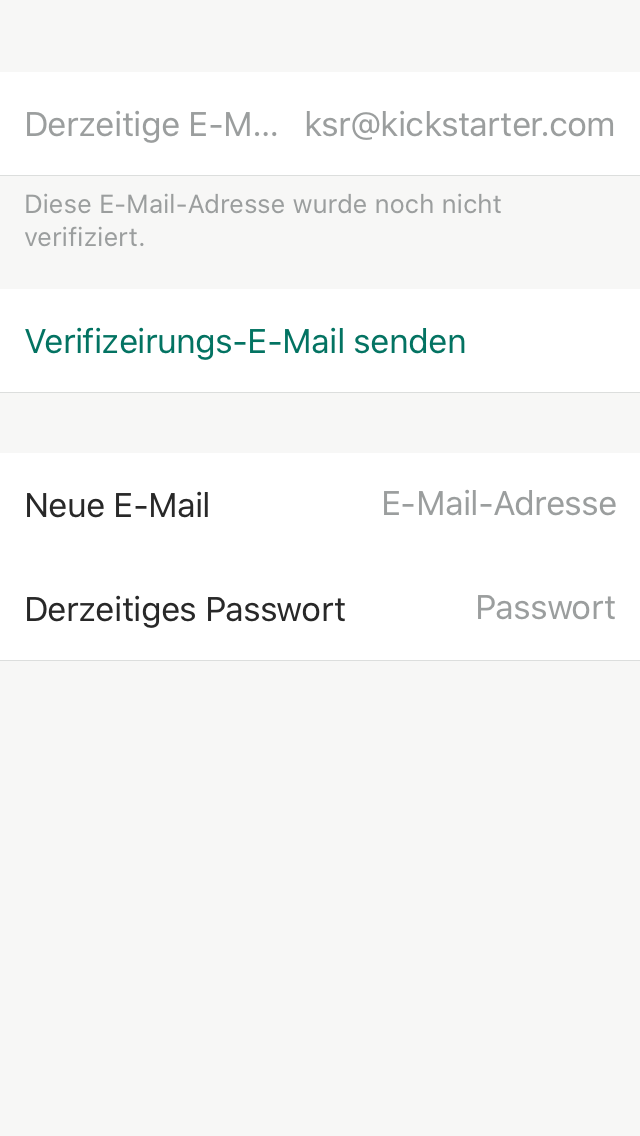 Derzeitige E-M... ksr@kickstarter.com
Diese E-Mail-Adresse wurde noch nicht
verifiziert.
Verifizeirungs-E-Mail senden
Neue E-Mail E-Mail-Adresse
Derzeitiges Passwort Passwort